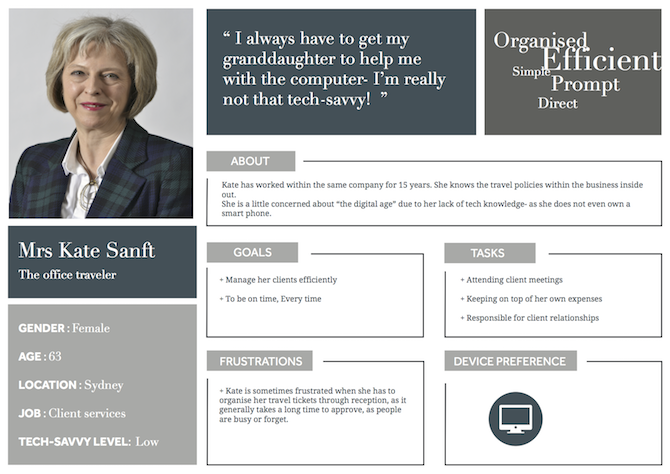 “ I always have to get my
granddaughter to help me
with the computer- I’m really
not that tech-savvy! ”
Organised
Efficient
Simple
Prompt
Direct
ABOUT
Kate has worked within the same company for 15 years. She knows the travel policies within the business inside
out.
She is a little concerned about “the digital age” due to her lack of tech knowledge- as she does not even own a
smart phone.
Mrs Kate Sanft
The office traveler
GENDER : Female
AGE : 63
LOCATION : Sydney
JOB : Client services
TECH-SAVVY LEVEL: Low
GOALS
+ Manage her clients efficiently
+ To be on time, Every time
TASKS
+ Attending client meetings
+ Keeping on top of her own expenses
+ Responsible for client relationships
FRUSTRATIONS
+ Kate is sometimes frustrated when she has to
organise her travel tickets through reception, as it
generally takes a long time to approve, as people
are busy or forget.
DEVICE PREFERENCE